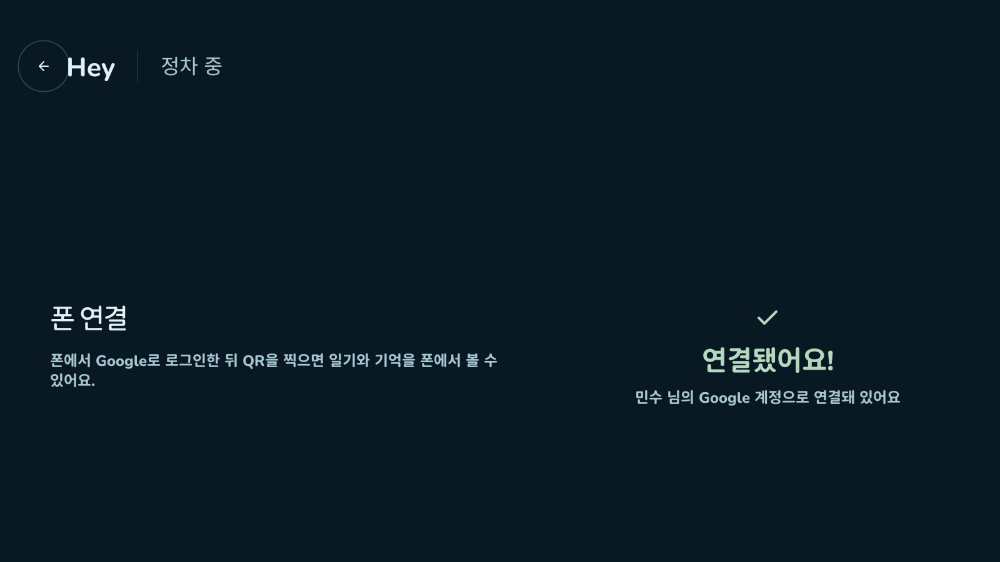 Hey
정차 중
폰 연결
폰에서 Google로 로그인한 뒤 QR을 찍으면 일기와 기억을 폰에서 볼 수
있어요.
연결됐어요!
민수 님의 Google 계정으로 연결돼 있어요